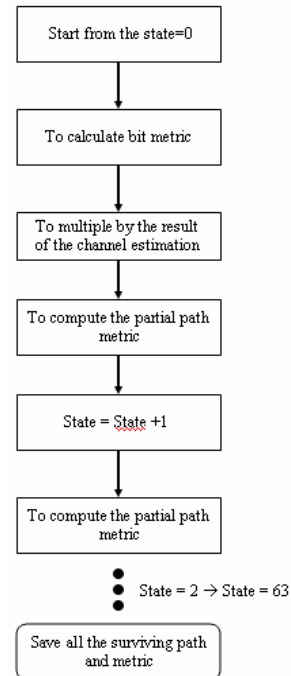 Start from the state=0
To calculate bit metric
To multiple by the result
of the channel estimation
To compute the partial path
metric
State = State +1
To compute the partial path
metric
State = 2 → State = 63
Save all the surviving path
and metric